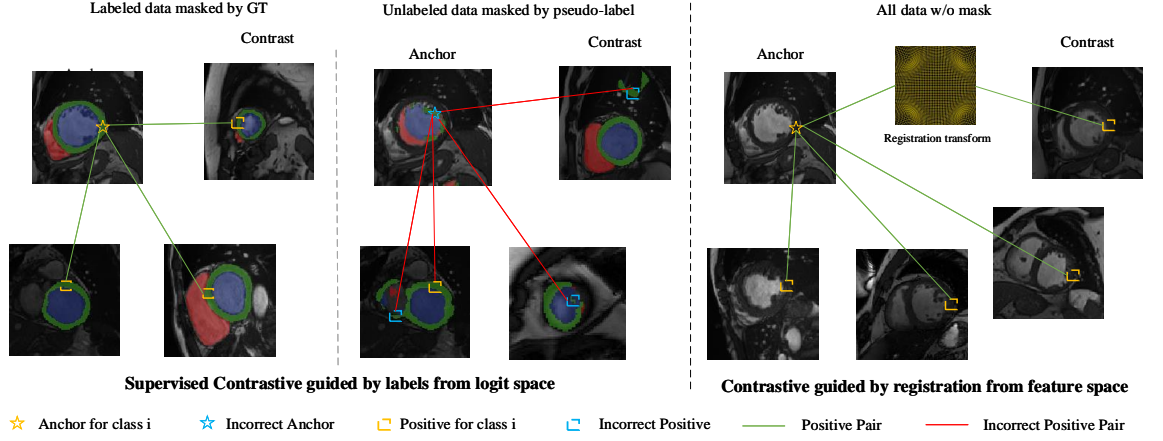 Labeled data masked by GT
Contrast
Unlabeled data masked by pseudo-label
Anchor
Contrast
All data w/o mask
Anchor
Contrast
Registration transform
Supervised Contrastive guided by labels from logit space
Contrastive guided by registration from feature space
Anchor for class i
Incorrect Anchor
Positive for class i
Incorrect Positive
Positive Pair
Incorrect Positive Pair